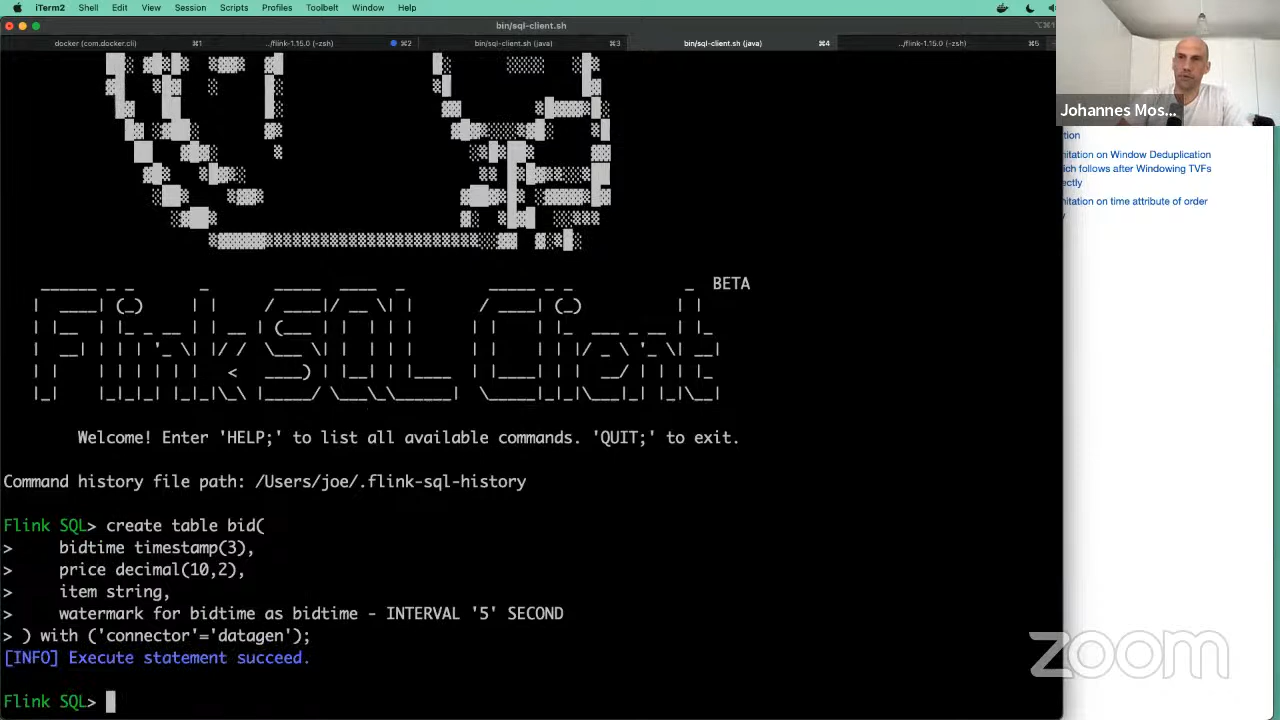 iTerm2 Shell Edit View Session Scripts Profiles Toolbelt Window Help
bin/sql-client.sh
docker (com.docker.cli) ⌘1 ../flink-1.15.0 (-zsh) ⌘2 bin/sql-client.sh (java) ⌘3 bin/sql-client.sh (java) ⌘4 ../flink-1.15.0 (-zsh) ⌘5
Johannes Mos...
tion
nitation on Window Deduplication
ich follows after Windowing TVFs
ectly
nitation on time attribute of order
y
Flink SQL Client BETA
Welcome! Enter 'HELP;' to list all available commands. 'QUIT;' to exit.
Command history file path: /Users/joe/.flink-sql-history
Flink SQL> create table bid(
> bidtime timestamp(3),
> price decimal(10,2),
> item string,
> watermark for bidtime as bidtime - INTERVAL '5' SECOND
> ) with ('connector'='datagen');
[INFO] Execute statement succeed.
Flink SQL>
zoom